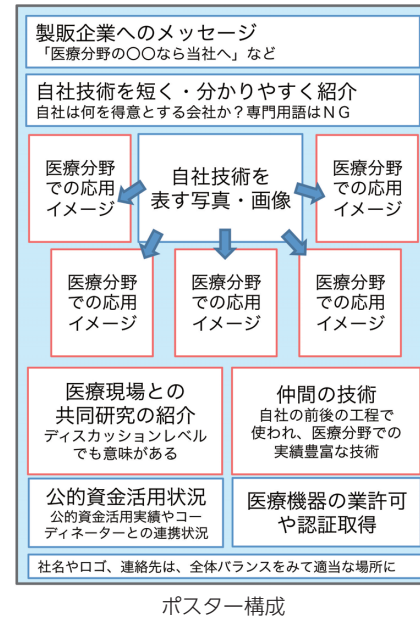 製販企業へのメッセージ
「医療分野の〇〇なら当社へ」など
自社技術を短く・分かりやすく紹介
自社は何を得意とする会社か？専門用語はＮＧ
医療分野
での応用
イメージ
自社技術を
表す写真・画像
医療分野
での応用
イメージ
医療分野
での応用
イメージ
医療分野
での応用
イメージ
医療分野
での応用
イメージ
医療現場との
共同研究の紹介
ディスカッションレベル
でも意味がある
仲間の技術
自社の前後の工程で
使われ、医療分野での
実績豊富な技術
公的資金活用状況
公的資金活用実績やコー
ディネーターとの連携状況
医療機器の業許可
や認証取得
社名やロゴ、連絡先は、全体バランスをみて適当な場所に
ポスター構成